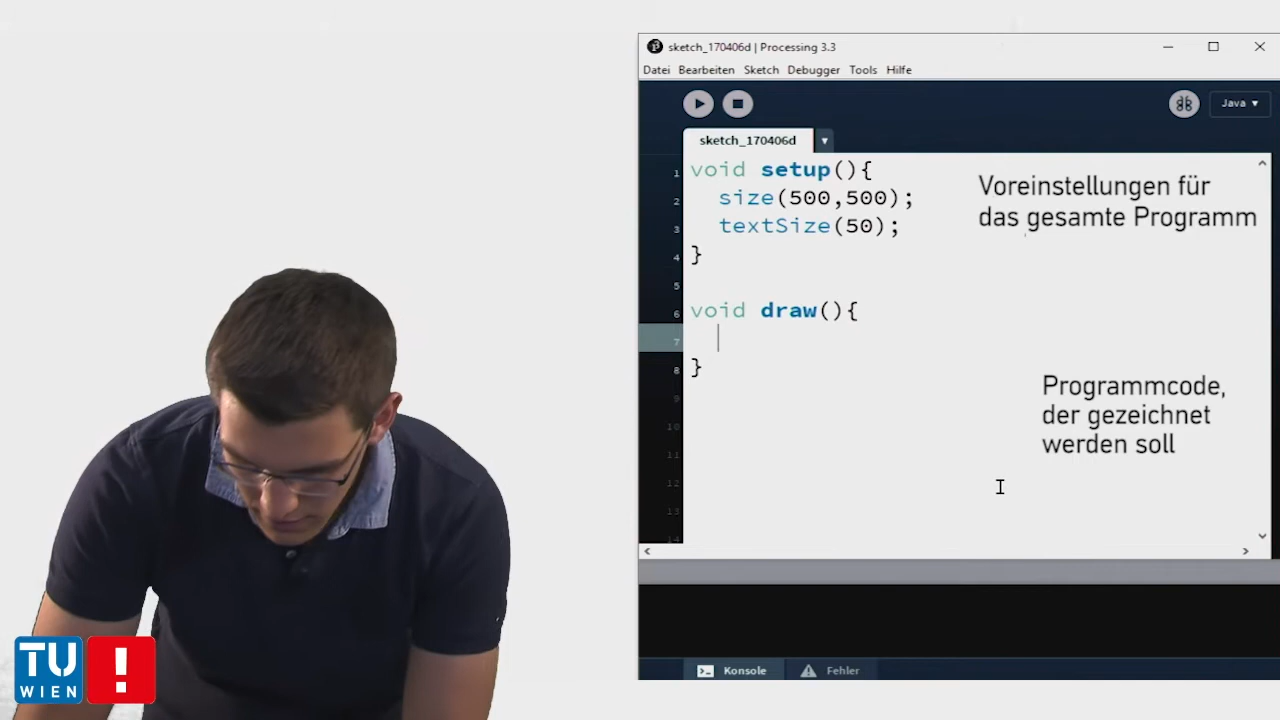 sketch_170406d | Processing 3.3
Datei Bearbeiten Sketch Debugger Tools Hilfe
Java ▾
sketch_170406d ▾
1 void setup(){
2 size(500,500);
3 textSize(50);
4 }
5
6 void draw(){
7
8 }
9
10
11
12
13
14
Voreinstellungen für
das gesamte Programm
Programmcode,
der gezeichnet
werden soll
Konsole
Fehler
TU
WIEN
!